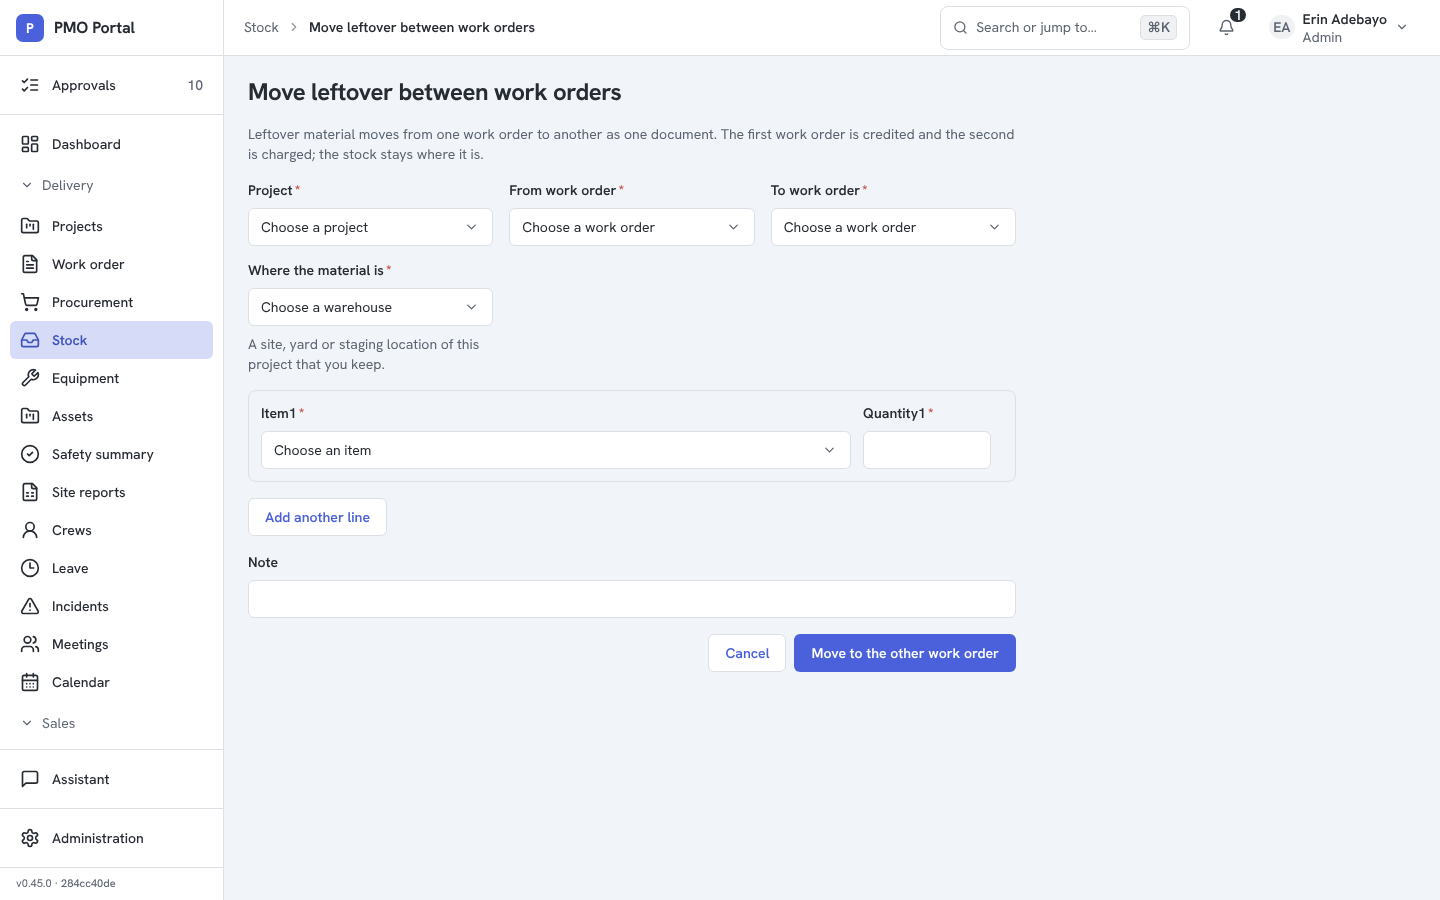 P PMO Portal
Stock > Move leftover between work orders
Search or jump to... ⌘K
1
EA Erin Adebayo
Admin
Approvals 10
Dashboard
Delivery
Projects
Work order
Procurement
Stock
Equipment
Assets
Safety summary
Site reports
Crews
Leave
Incidents
Meetings
Calendar
Sales
Assistant
Administration
v0.45.0 · 284cc40de
Move leftover between work orders
Leftover material moves from one work order to another as one document. The first work order is credited and the second
is charged; the stock stays where it is.
Project* From work order* To work order*
Choose a project Choose a work order Choose a work order
Where the material is*
Choose a warehouse
A site, yard or staging location of this
project that you keep.
Item1* Quantity1*
Choose an item
Add another line
Note
Cancel Move to the other work order